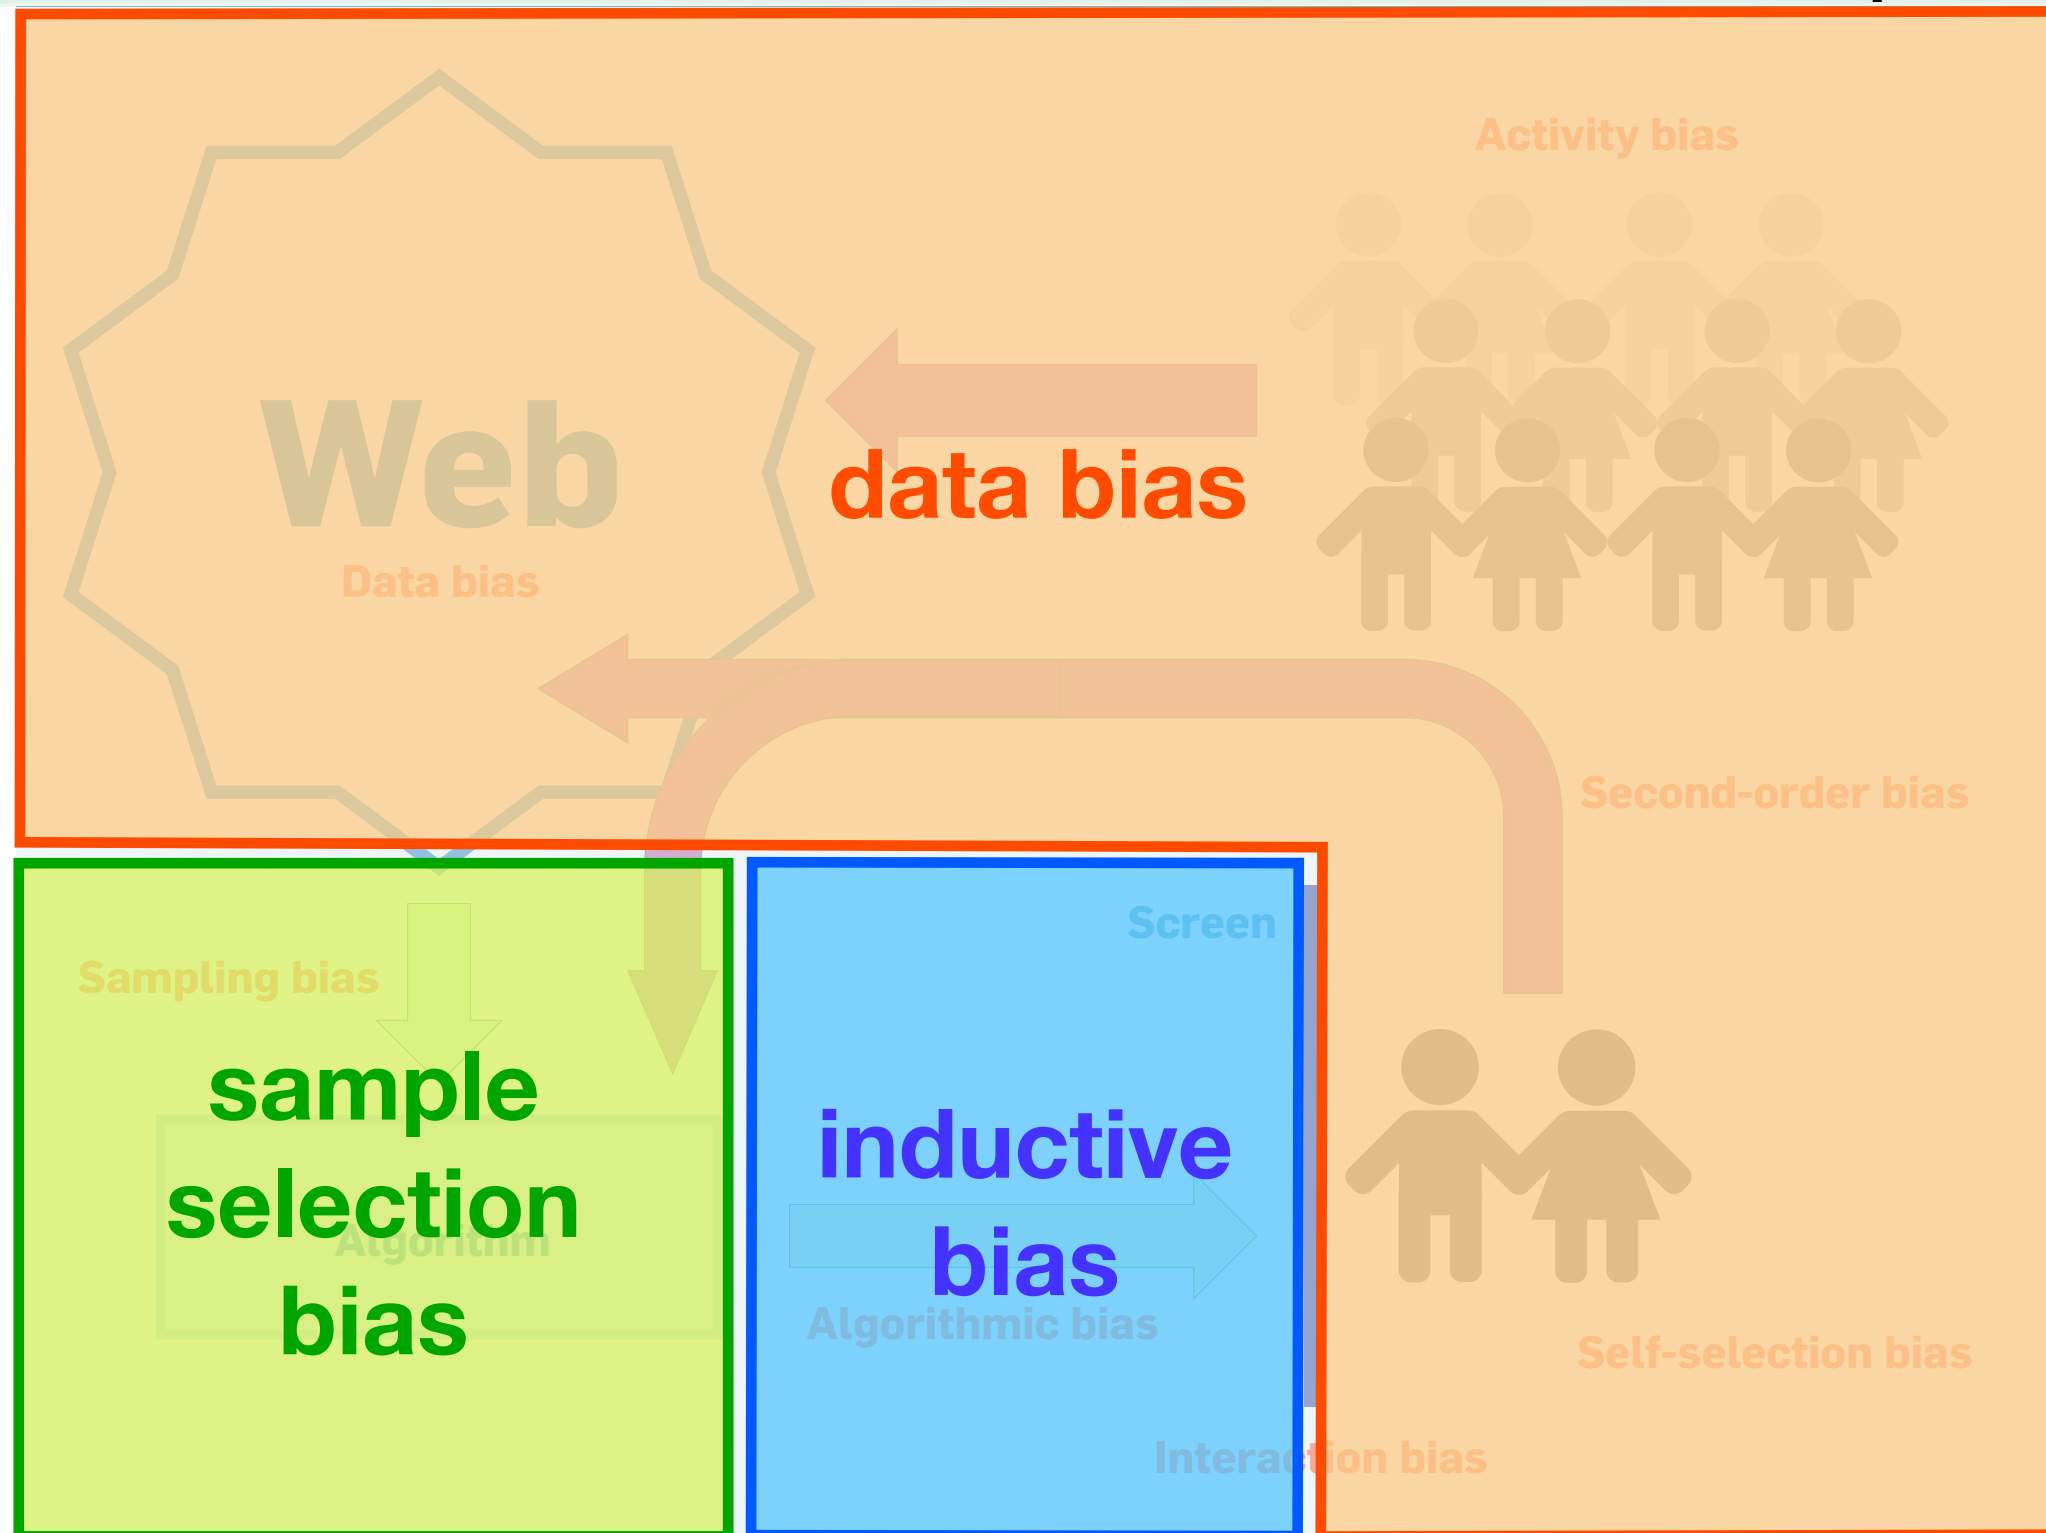 Activity bias
Web
data bias
Data bias
Second-order bias
Screen
Sampling bias
sample
selection
bias
Algorithm
inductive
bias
Algorithmic bias
Self-selection bias
Interaction bias